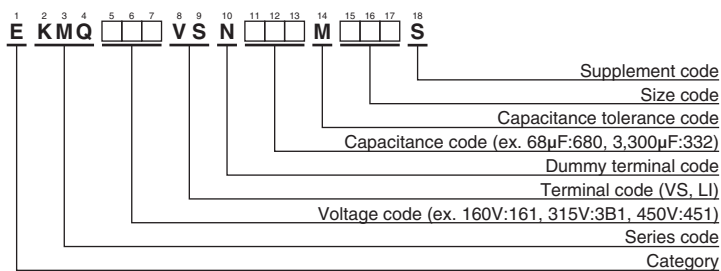 1 2 3 4 5 6 7 8 9 10 11 12 13 14 15 16 17 18
E KMQ VS N M S
Supplement code
Size code
Capacitance tolerance code
Capacitance code (ex. 68μF:680, 3,300μF:332)
Dummy terminal code
Terminal code (VS, LI)
Voltage code (ex. 160V:161, 315V:3B1, 450V:451)
Series code
Category